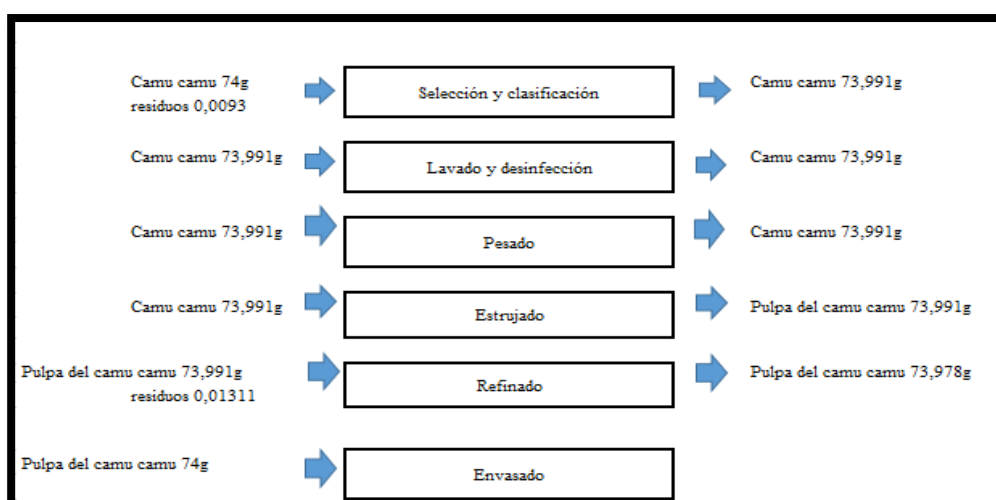 Camu camu 74g
residuos 0,0093
Selección y clasificación
Camu camu 73,991g
Camu camu 73,991g
Lavado y desinfección
Camu camu 73,991g
Camu camu 73,991g
Pesado
Camu camu 73,991g
Camu camu 73,991g
Estrujado
Pulpa del camu camu 73,991g
Pulpa del camu camu 73,991g
residuos 0,01311
Refinado
Pulpa del camu camu 73,978g
Pulpa del camu camu 74g
Envasado